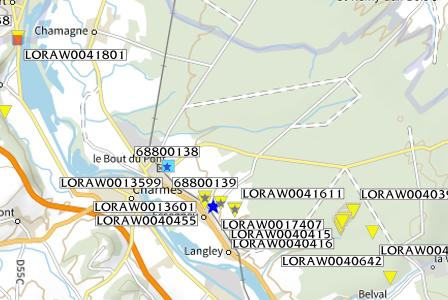 Chamagne
LORAW0041801
68800138
le Bout du Pont
LORAW0013599
68800139
Charmes
LORAW0041611
LORAW0013601
LORAW0040455
LORAW0017407
LORAW0040415
LORAW0040416
Langley
LORAW0040642
D55C
Belval